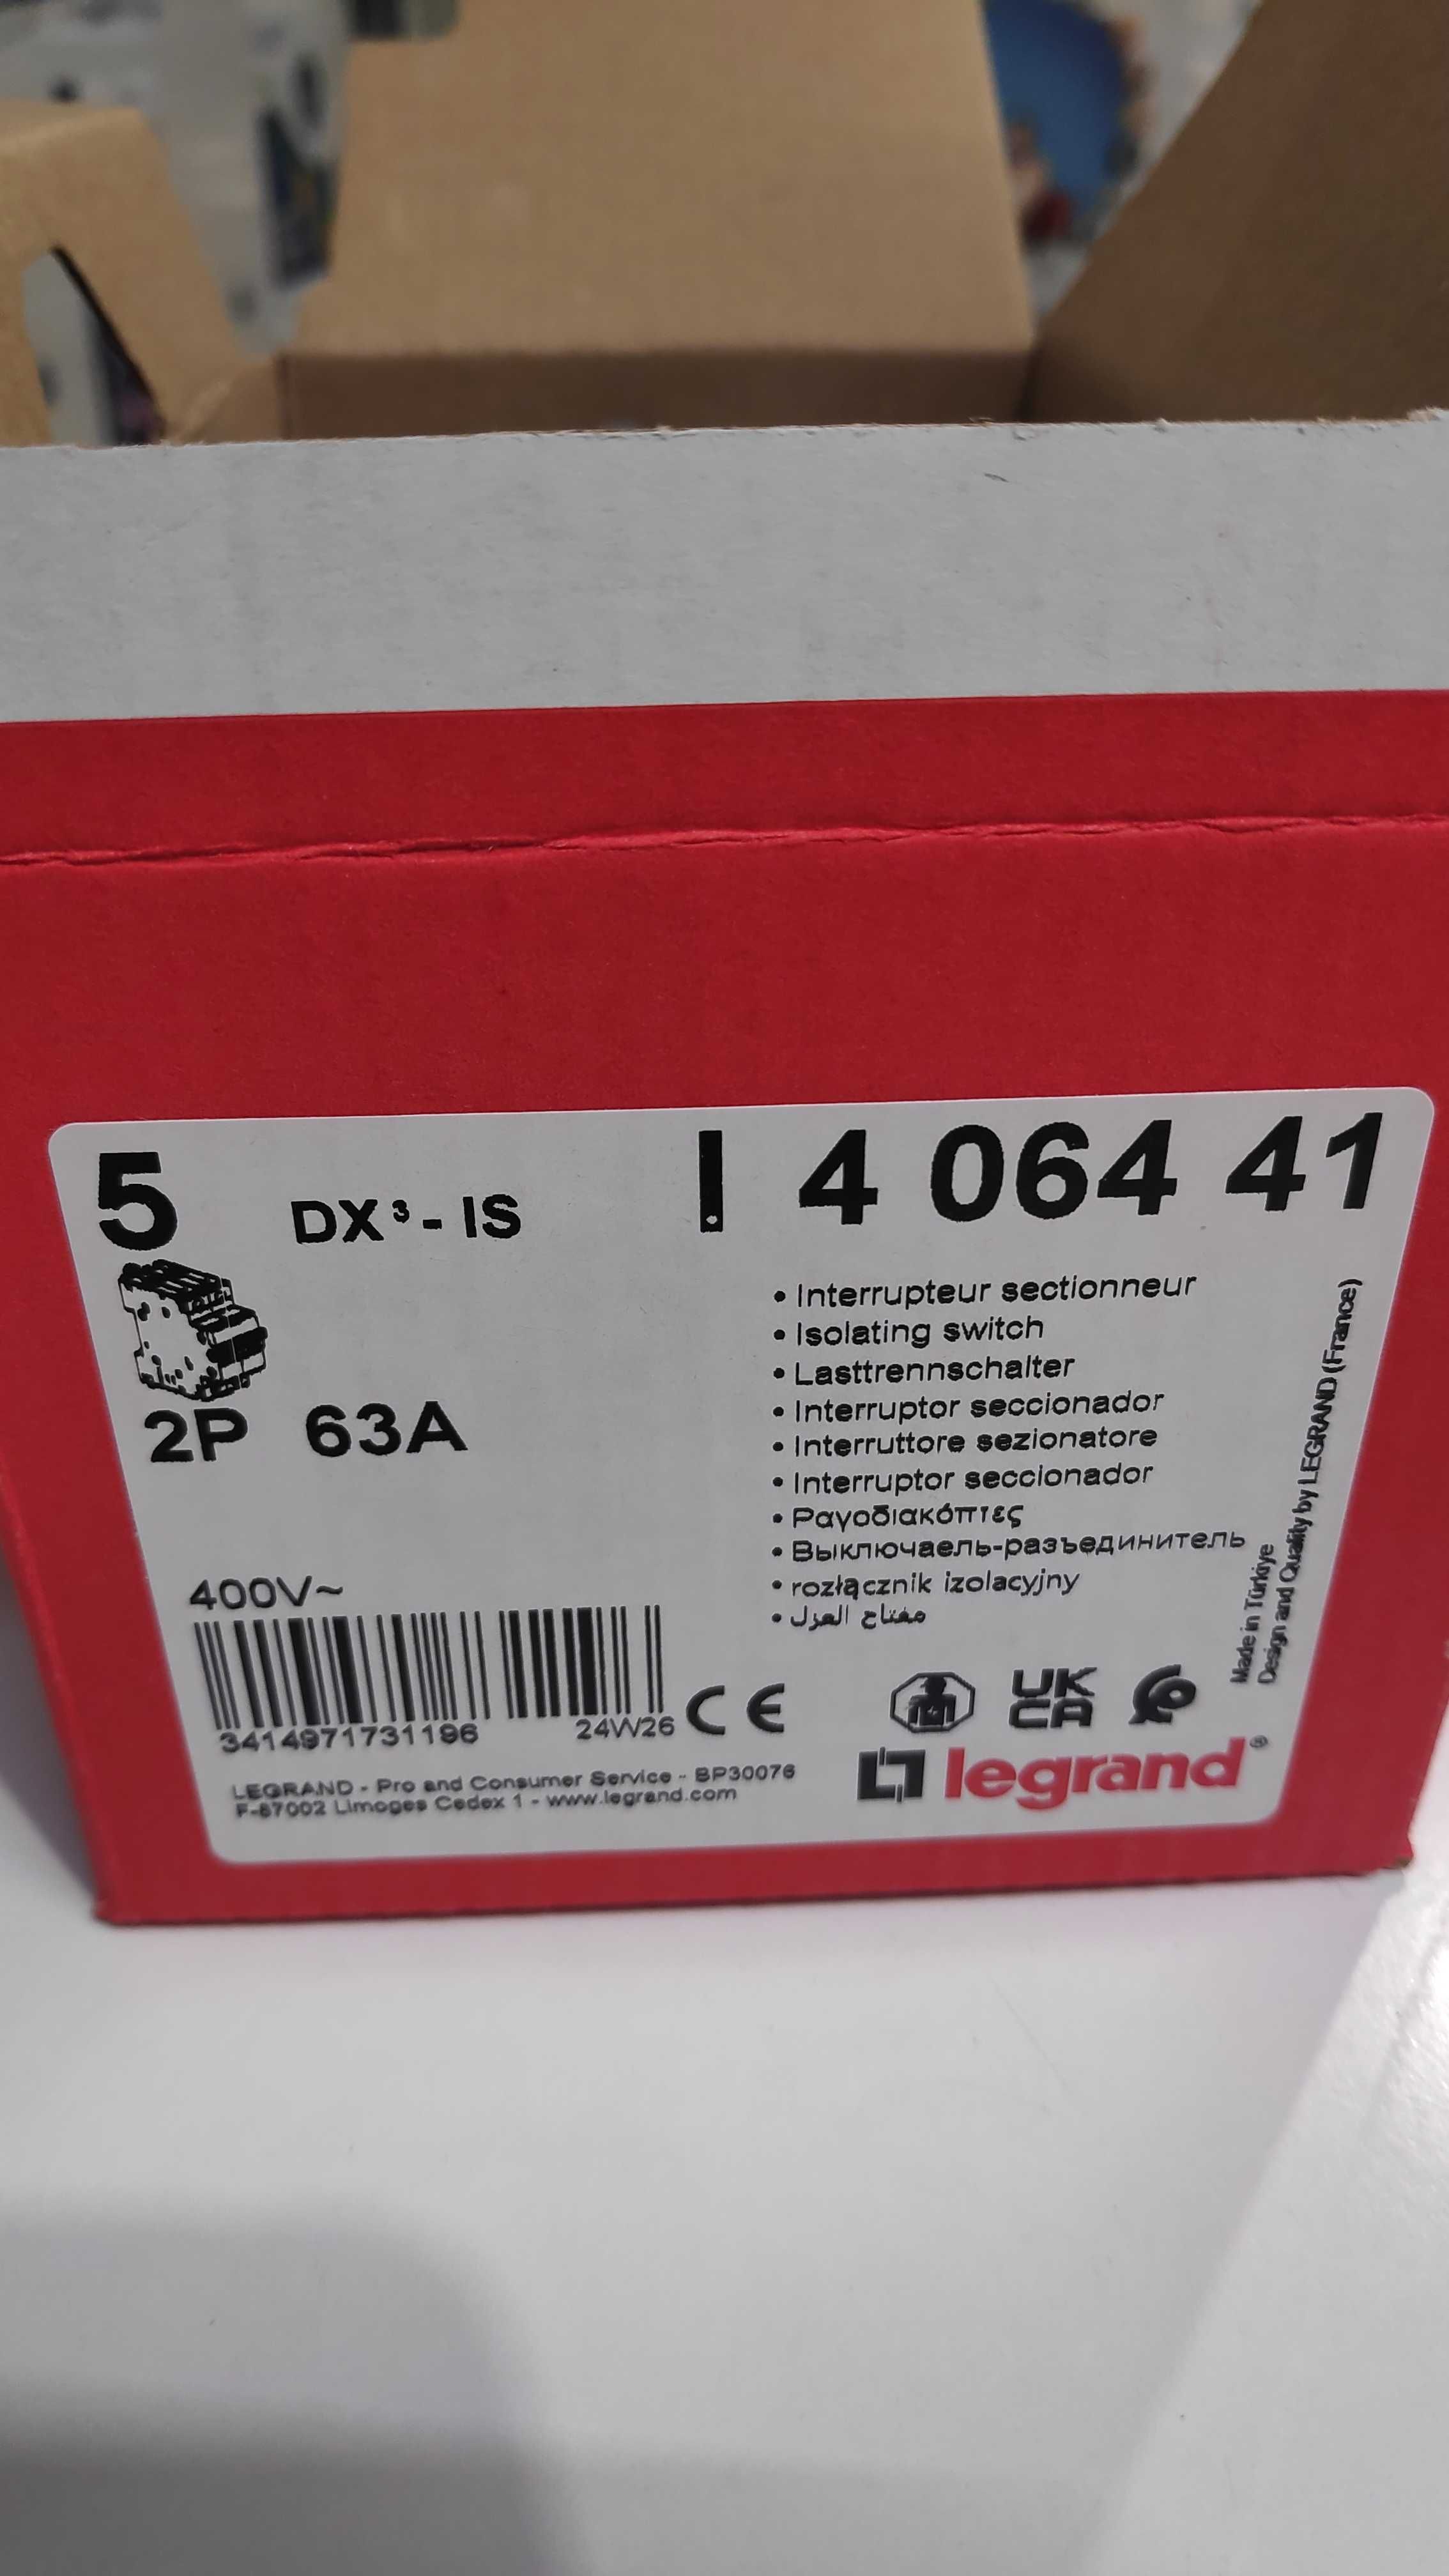 5 DX³ - IS 4 064 41
• Interrupteur sectionneur
• Isolating switch
• Lasttrennschalter
• Interruptor seccionador
• Interruttore sezionatore
• Interruptor seccionador
• Ραγοδιακόπτες
• Выключаель-разъединитель
• rozłącznik izolacyjny
• مفتاح العزل
2P 63A
400V~
3414971731196 24W26
CE
UK
CA
LEGRAND - Pro and Consumer Service - BP30076
F-87002 Limoges Cedex 1 - www.legrand.com
legrand®
Made in Türkiye
Design and Quality by LEGRAND (France)